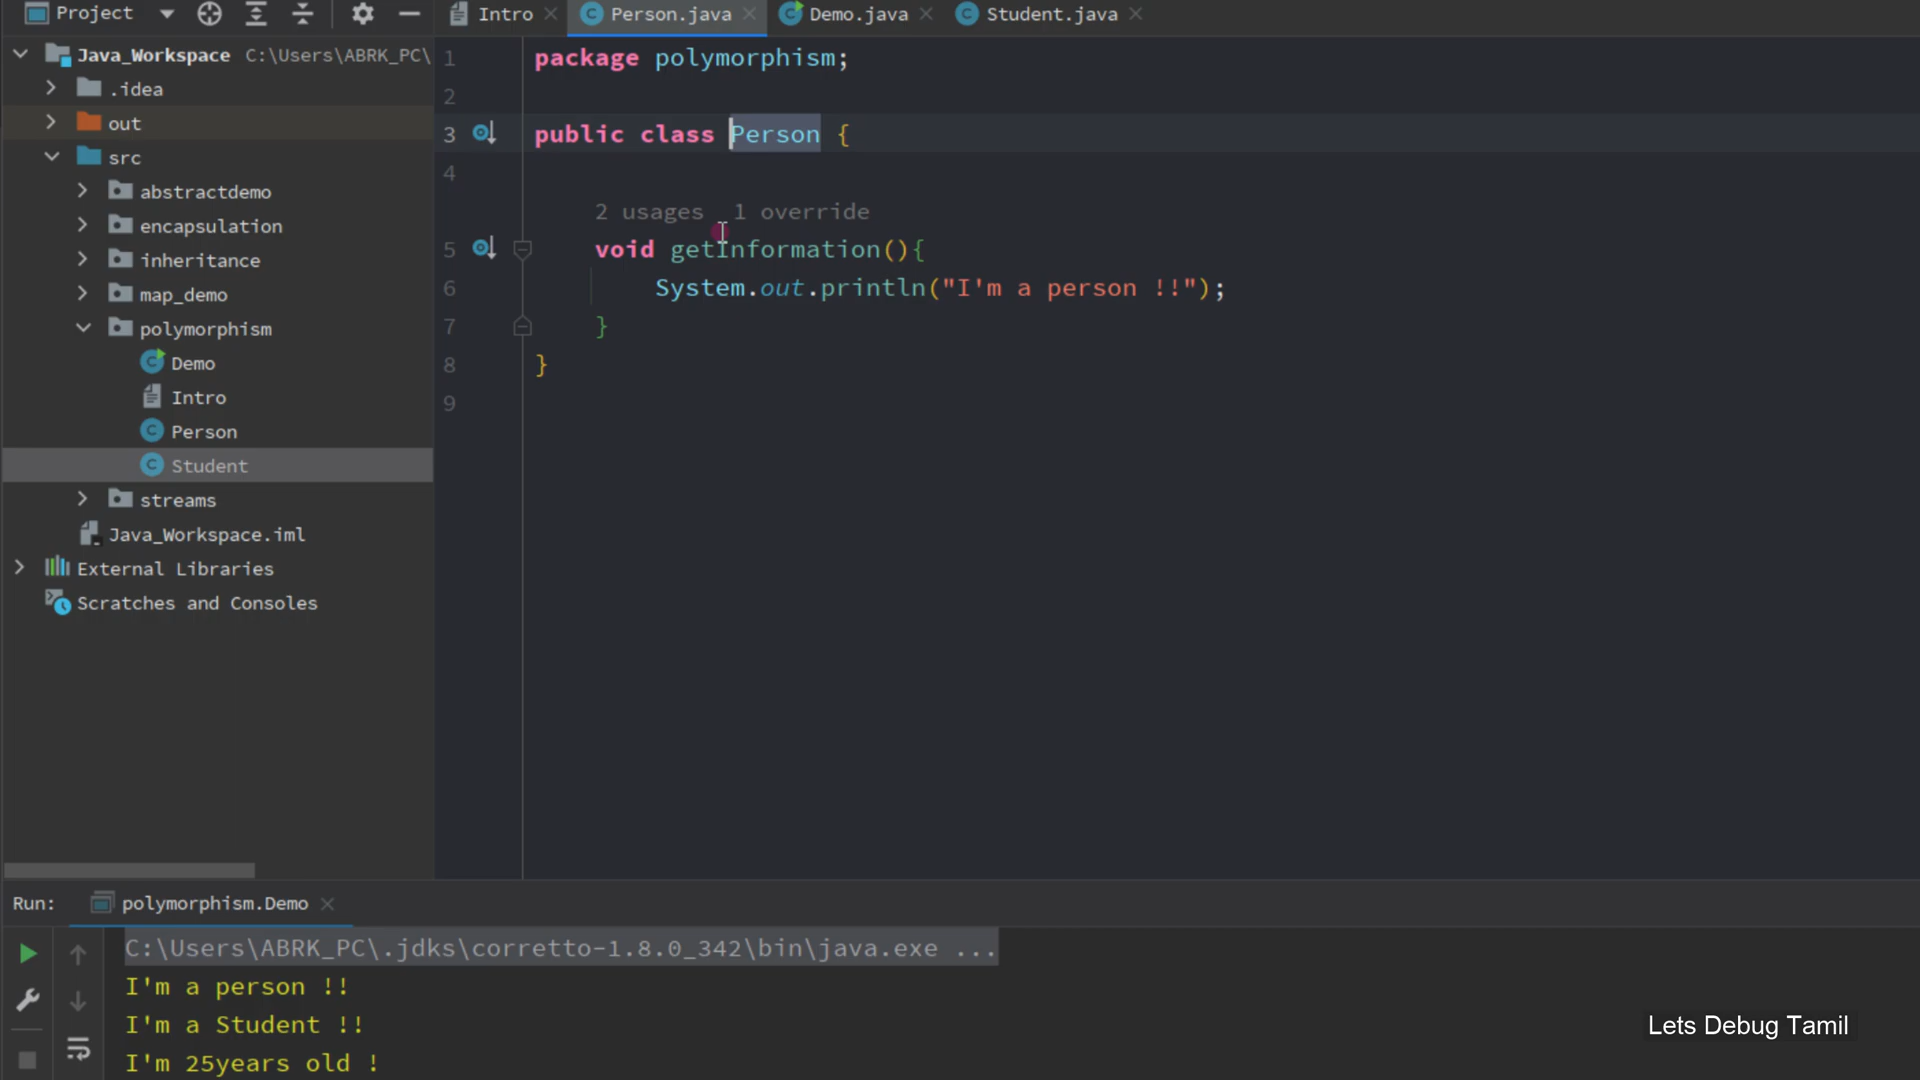 Project
Intro
Person.java
Demo.java
Student.java
Java_Workspace C:\Users\ABRK_PC\
.idea
out
src
abstractdemo
encapsulation
inheritance
map_demo
polymorphism
Demo
Intro
Person
Student
streams
Java_Workspace.iml
External Libraries
Scratches and Consoles
1 package polymorphism;
2
3 public class Person {
4
2 usages 1 override
5 void getInformation(){
6 System.out.println("I'm a person !!");
7 }
8 }
9
Run: polymorphism.Demo
C:\Users\ABRK_PC\.jdks\corretto-1.8.0_342\bin\java.exe ...
I'm a person !!
I'm a Student !!
I'm 25years old !
Lets Debug Tamil